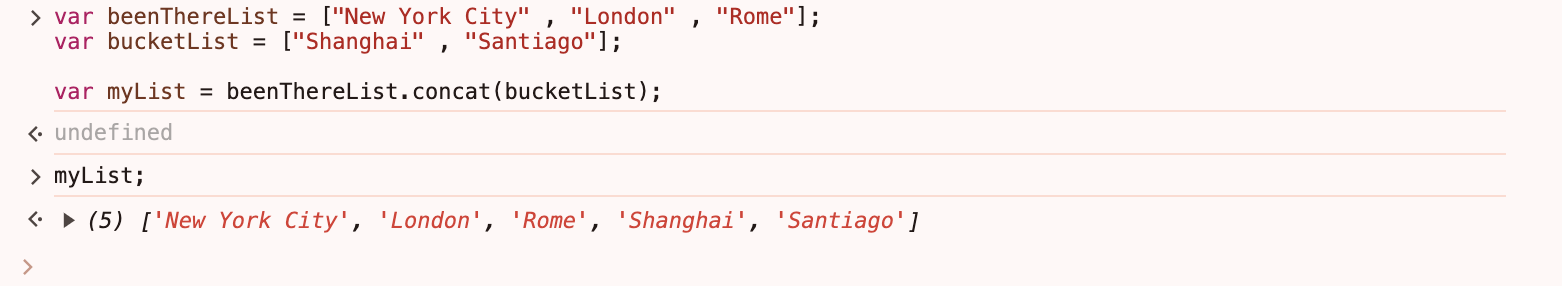 var beenThereList = ["New York City" , "London" , "Rome"];
var bucketList = ["Shanghai" , "Santiago"];
var myList = beenThereList.concat(bucketList);
undefined
myList;
(5) ['New York City', 'London', 'Rome', 'Shanghai', 'Santiago']